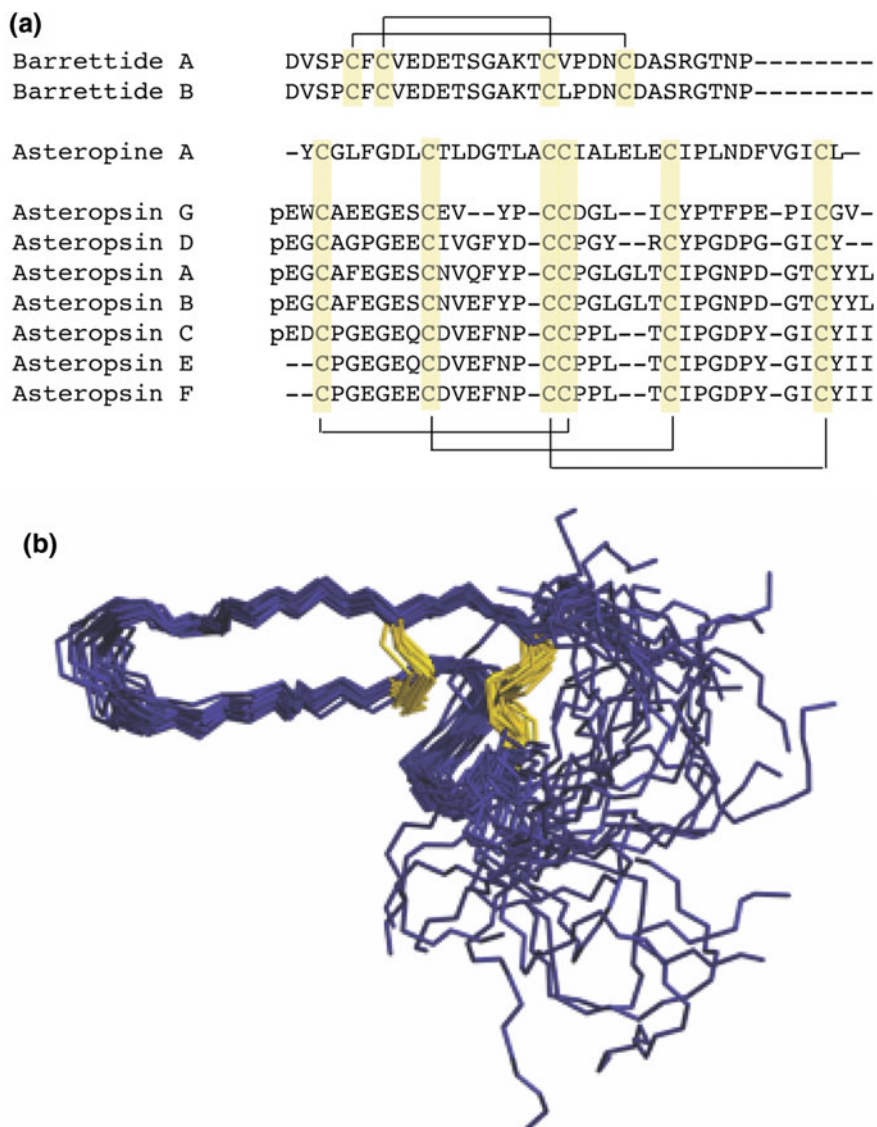 (a)
Barrettide A DVSPCFCVEDETSGAKTCVPDNCDASRGTNP--------
Barrettide B DVSPCFCVEDETSGAKTCLPDNCDASRGTNP--------
Asteropine A -YCGLFGDLCTLDGTLACCIALELECIPLNDFVGICL—
Asteropsin G pEWCAEEGESCEV--YP-CCDGL--ICYPTFPE-PICGV-
Asteropsin D pEGCAGPGEECIVGFYD-CCPGY--RCYPGDPG-GICY--
Asteropsin A pEGCAFEGESCNVQFYP-CCPGLGLTCIPGNPD-GTCYYL
Asteropsin B pEGCAFEGESCNVEFYP-CCPGLGLTCIPGNPD-GTCYYL
Asteropsin C pEDCPGEGEQCDVEFNP-CCPPL--TCIPGDPY-GICYII
Asteropsin E --CPGEGEQCDVEFNP-CCPPL--TCIPGDPY-GICYII
Asteropsin F --CPGEGEECDVEFNP-CCPPL--TCIPGDPY-GICYII
(b)